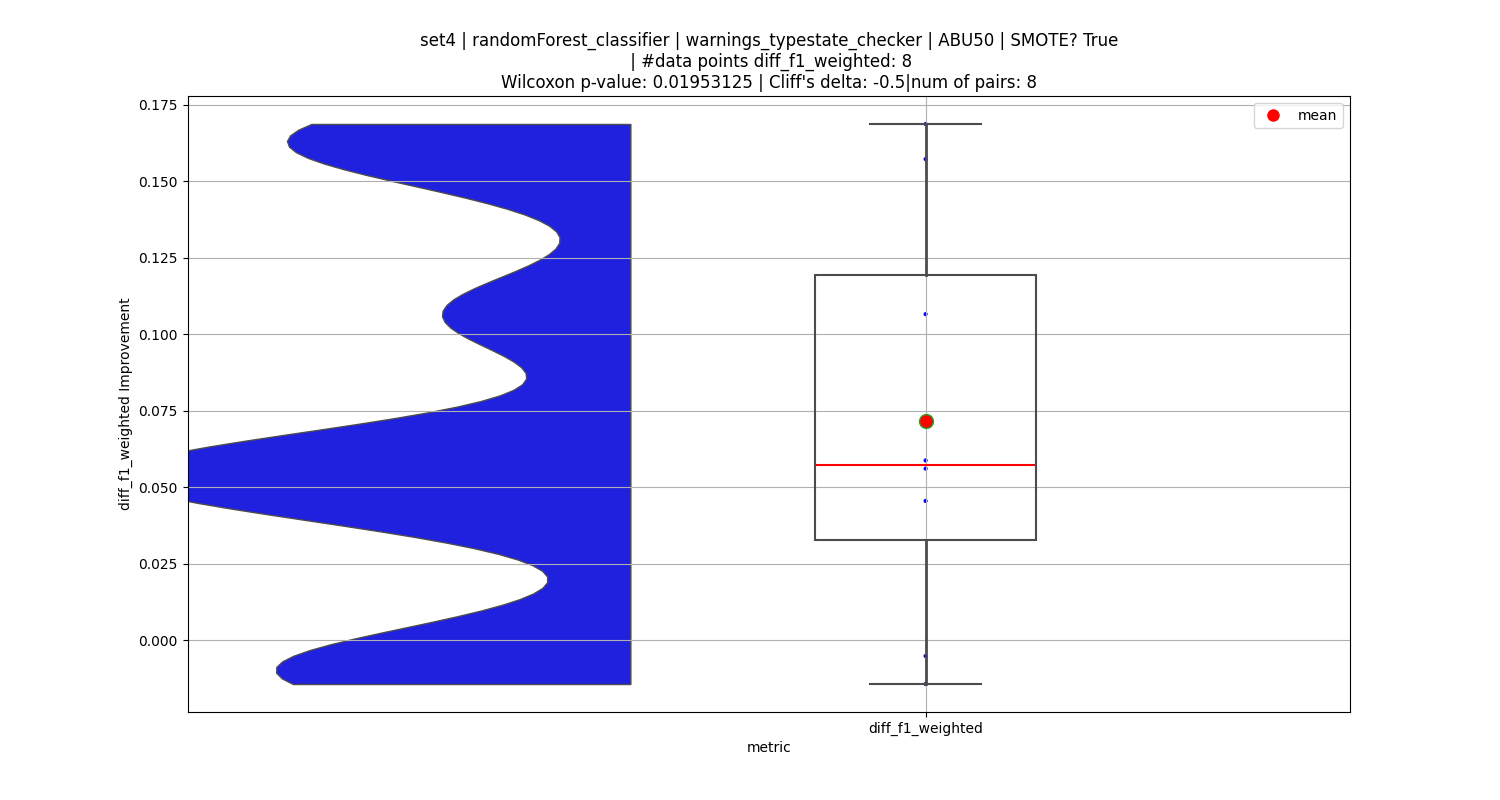 set4 | randomForest_classifier | warnings_typestate_checker | ABU50 | SMOTE? True
| #data points diff_f1_weighted: 8
Wilcoxon p-value: 0.01953125 | Cliff's delta: -0.5|num of pairs: 8
mean
0.175
0.150
0.125
0.100
0.075
0.050
0.025
0.000
diff_f1_weighted Improvement
diff_f1_weighted
metric